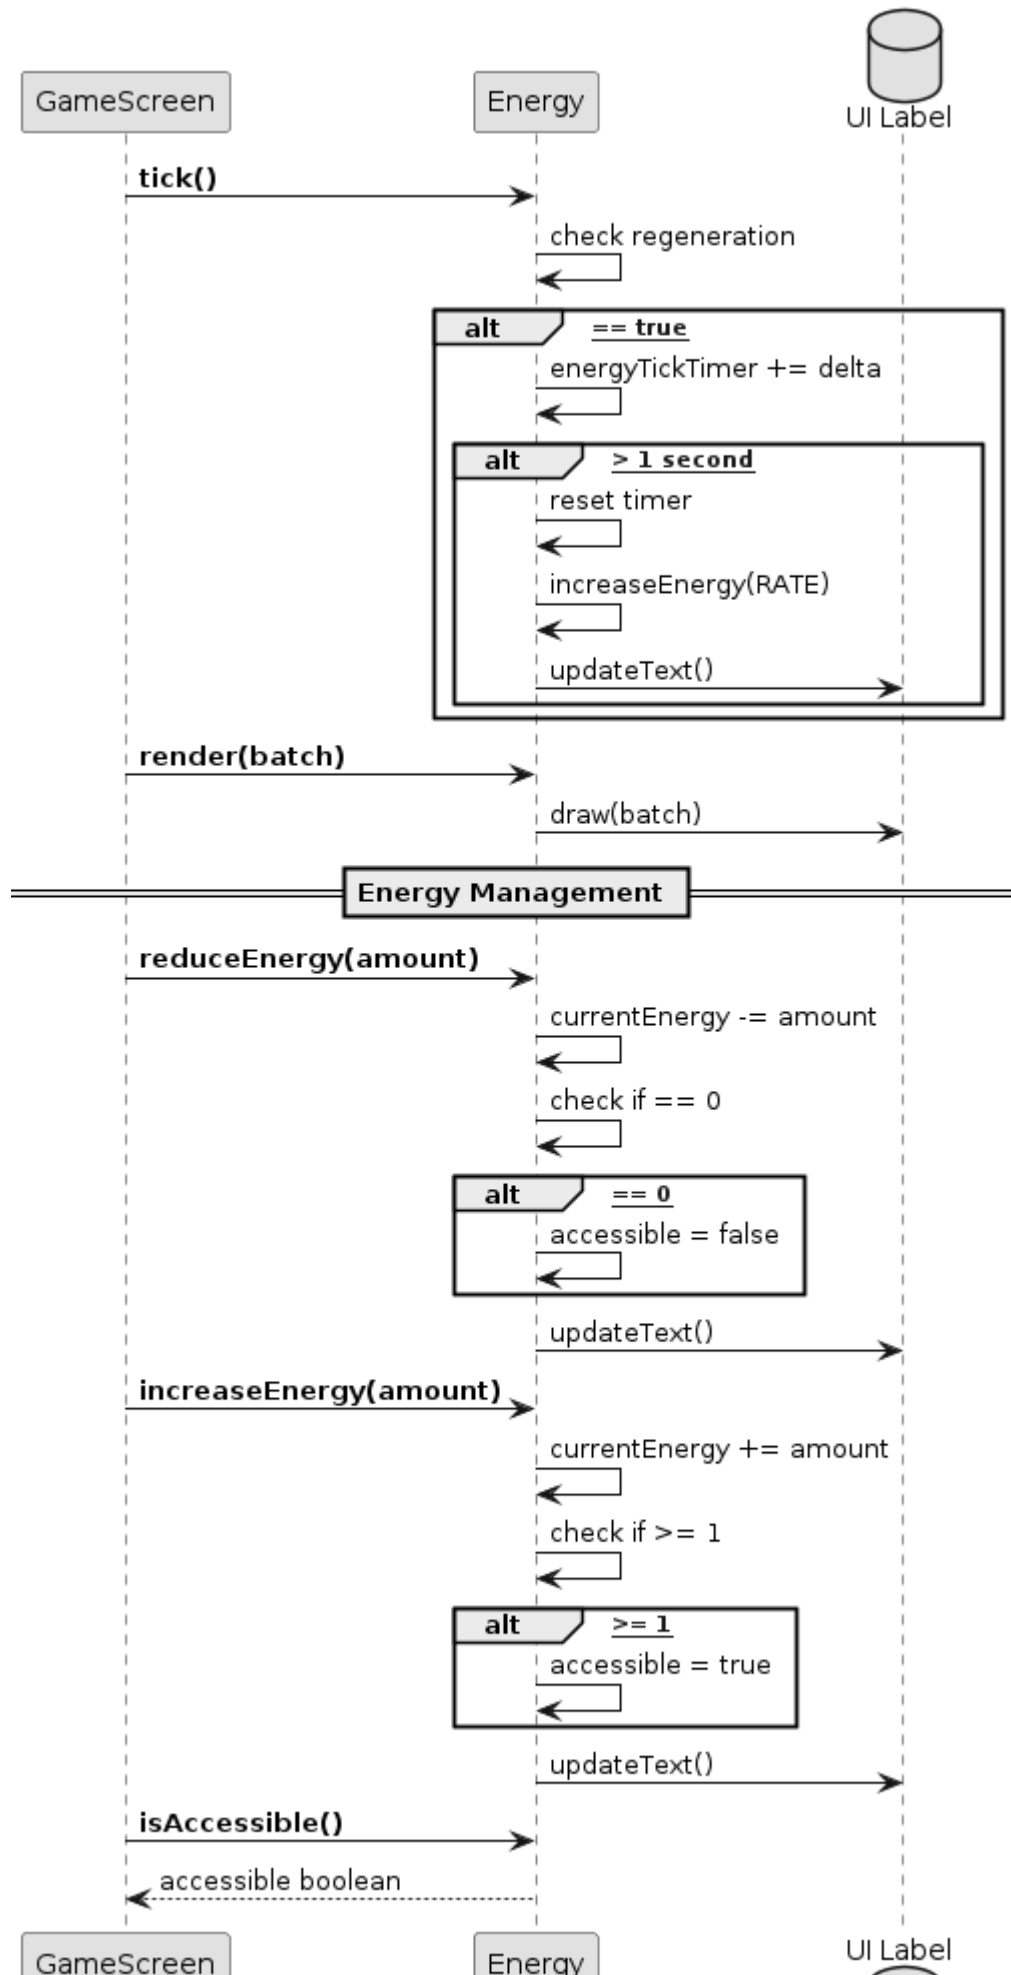 GameScreen
Energy
UI Label
tick()
check regeneration
alt
== true
energyTickTimer += delta
alt
> 1 second
reset timer
increaseEnergy(RATE)
updateText()
render(batch)
draw(batch)
Energy Management
reduceEnergy(amount)
currentEnergy -= amount
check if == 0
alt
== 0
accessible = false
updateText()
increaseEnergy(amount)
currentEnergy += amount
check if >= 1
alt
>= 1
accessible = true
updateText()
isAccessible()
accessible boolean
GameScreen
Energy
UI Label